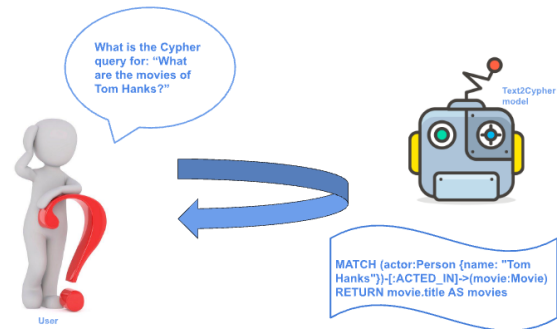 What is the Cypher
query for: “What
are the movies of
Tom Hanks?”
Text2Cypher
model
MATCH (actor:Person {name: "Tom
Hanks"})-[:ACTED_IN]->(movie:Movie)
RETURN movie.title AS movies
User